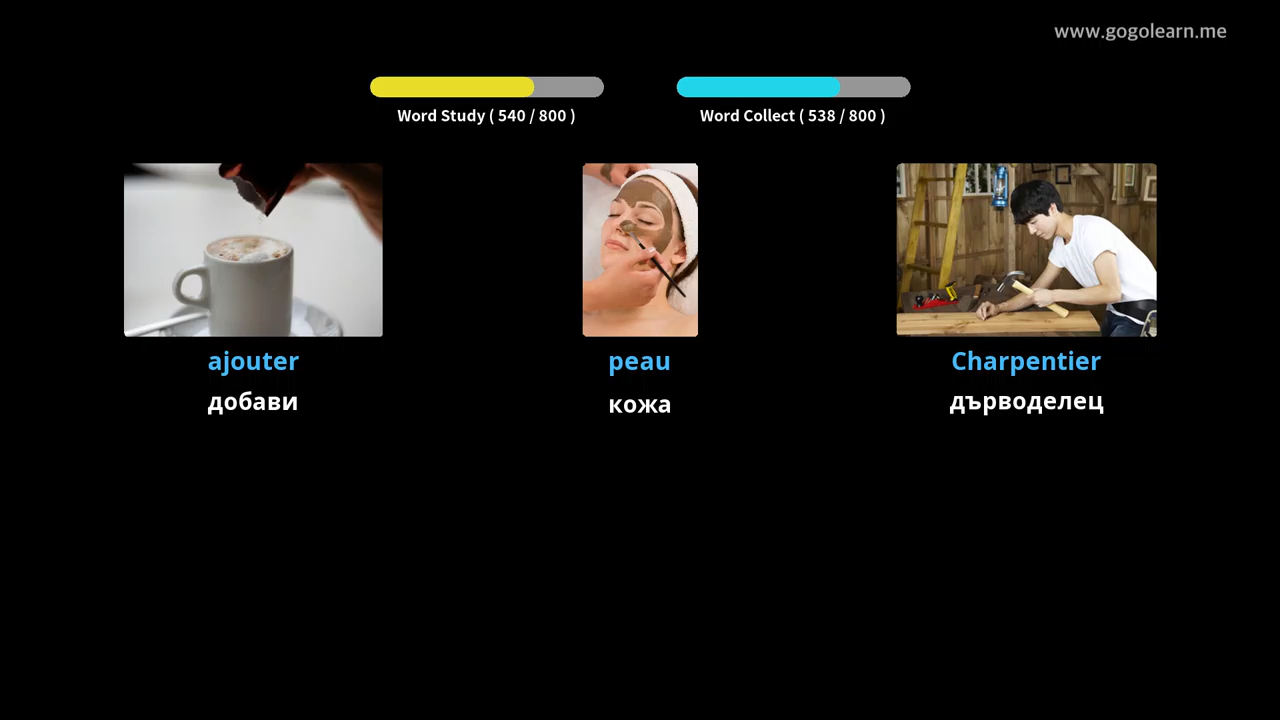 www.gogolearn.me
Word Study ( 540 / 800 )
Word Collect ( 538 / 800 )
ajouter
peau
Charpentier
добави
кожа
дърводелец